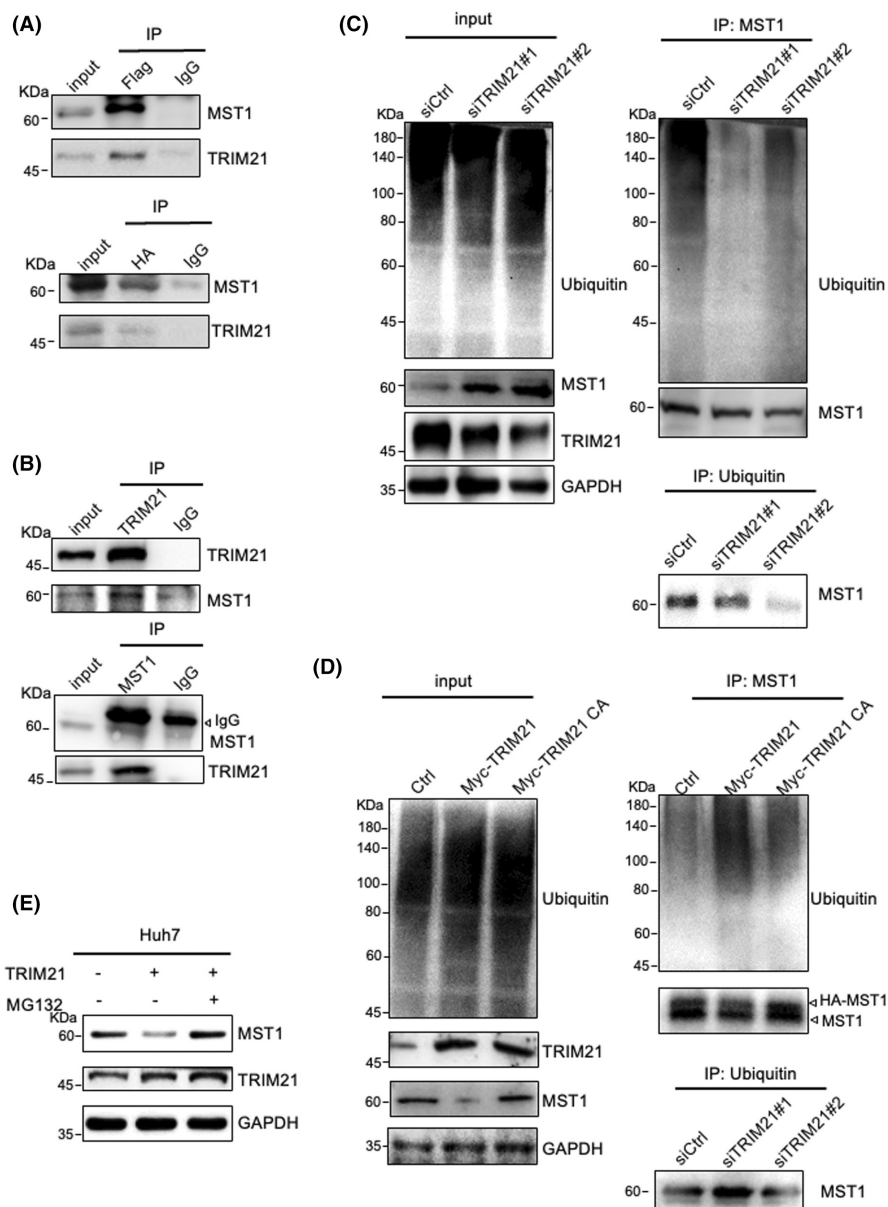 (A)
IP
input Flag IgG
KDa
60
MST1
45
TRIM21
IP
input HA IgG
KDa
60
MST1
45
TRIM21
(B)
IP
input TRIM21 IgG
KDa
45
TRIM21
60
MST1
IP
input MST1 IgG
KDa
IgG
60
MST1
45
TRIM21
(C)
input
siCtrl siTRIM21#1 siTRIM21#2
KDa
180
140
100
80
60
Ubiquitin
45
60
MST1
TRIM21
45
35
GAPDH
IP: MST1
siCtrl siTRIM21#1 siTRIM21#2
KDa
180
140
100
80
60
Ubiquitin
45
60
MST1
IP: Ubiquitin
siCtrl siTRIM21#1 siTRIM21#2
60
MST1
(D)
input
Ctrl Myc-TRIM21 Myc-TRIM21 CA
KDa
180
140
100
Ubiquitin
80
60
45
TRIM21
45
60
MST1
35
GAPDH
IP: MST1
Ctrl Myc-TRIM21 Myc-TRIM21 CA
KDa
180
140
100
80
Ubiquitin
60
45
HA-MST1
MST1
IP: Ubiquitin
siCtrl siTRIM21#1 siTRIM21#2
60
MST1
(E)
Huh7
TRIM21 - + +
MG132 - - +
KDa
60
MST1
45
TRIM21
35
GAPDH